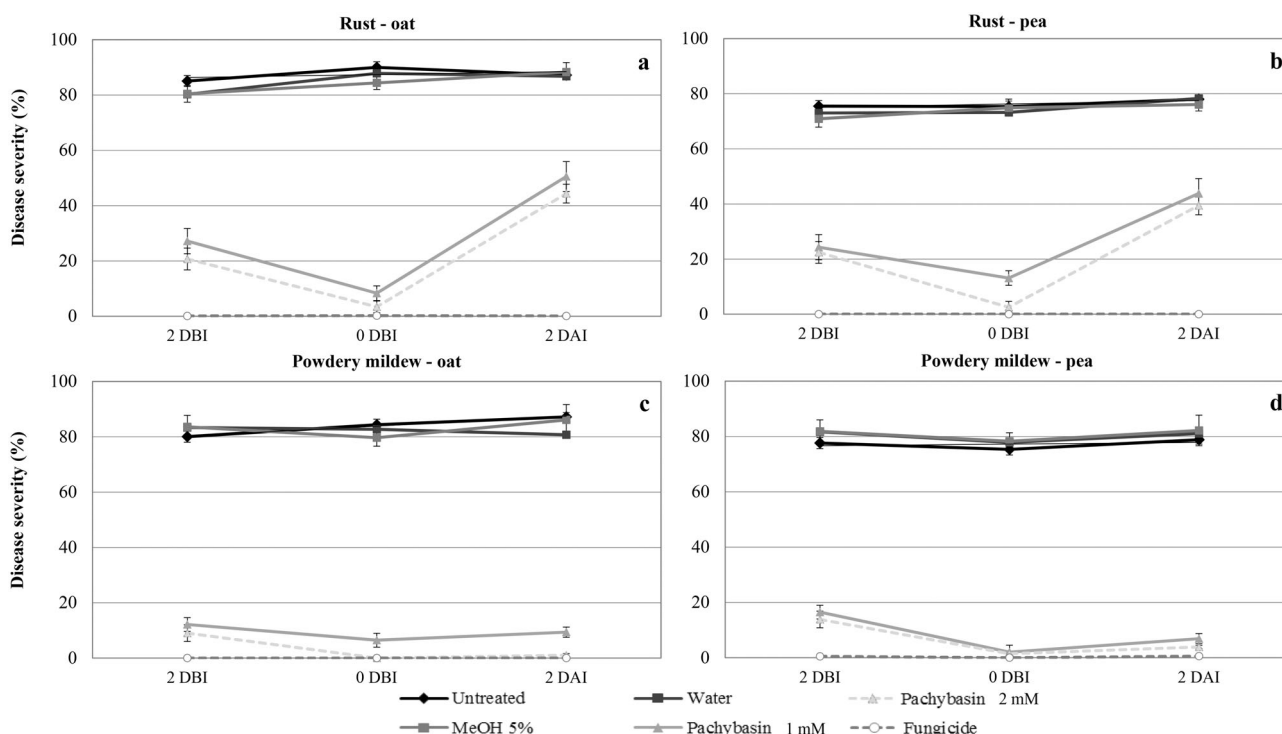 Rust - oat
a
Disease severity (%)
100
80
60
40
20
0
2 DBI 0 DBI 2 DAI
Rust - pea
b
100
80
60
40
20
0
2 DBI 0 DBI 2 DAI
Powdery mildew - oat
c
Disease severity (%)
100
80
60
40
20
0
2 DBI 0 DBI 2 DAI
Powdery mildew - pea
d
100
80
60
40
20
0
2 DBI 0 DBI 2 DAI
Untreated Water Pachybasin 2 mM
MeOH 5% Pachybasin 1 mM Fungicide